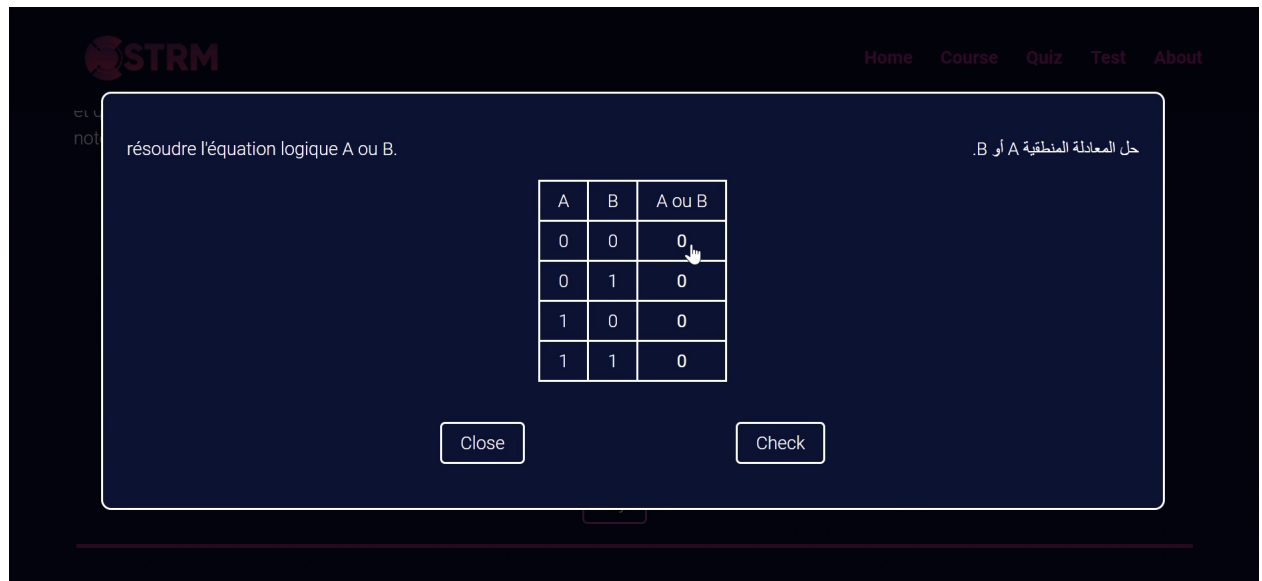 STRM
Home Course Quiz Test About
résoudre l'équation logique A ou B.
حل المعادلة المنطقية A أو B.
A B A ou B
0 0 0
0 1 0
1 0 0
1 1 0
Close Check